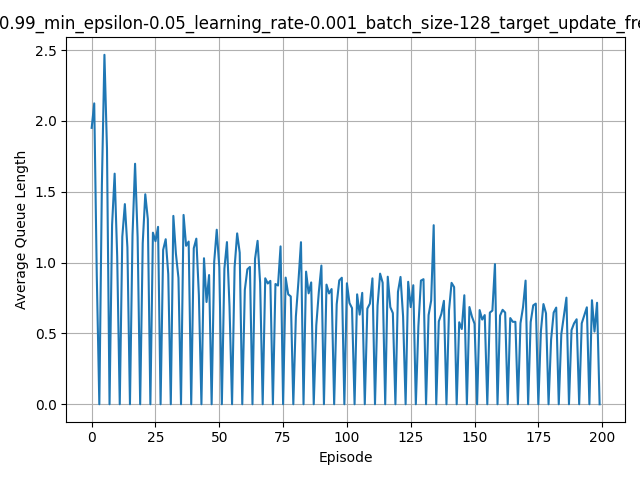 0.99_min_epsilon-0.05_learning_rate-0.001_batch_size-128_target_update_fre
2.5
2.0
1.5
1.0
0.5
0.0
Average Queue Length
0 25 50 75 100 125 150 175 200
Episode